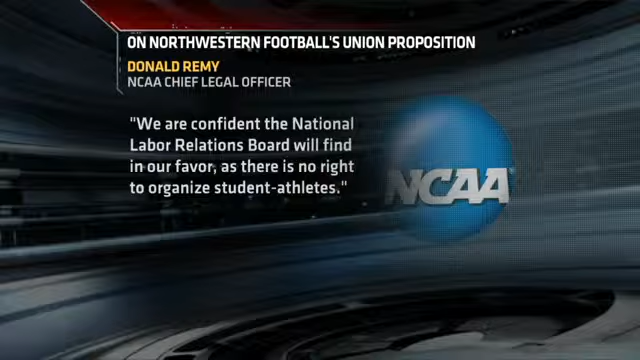 ON NORTHWESTERN FOOTBALL'S UNION PROPOSITION
DONALD REMY
NCAA CHIEF LEGAL OFFICER
"We are confident the National
Labor Relations Board will find
in our favor, as there is no right
to organize student-athletes."
NCAA